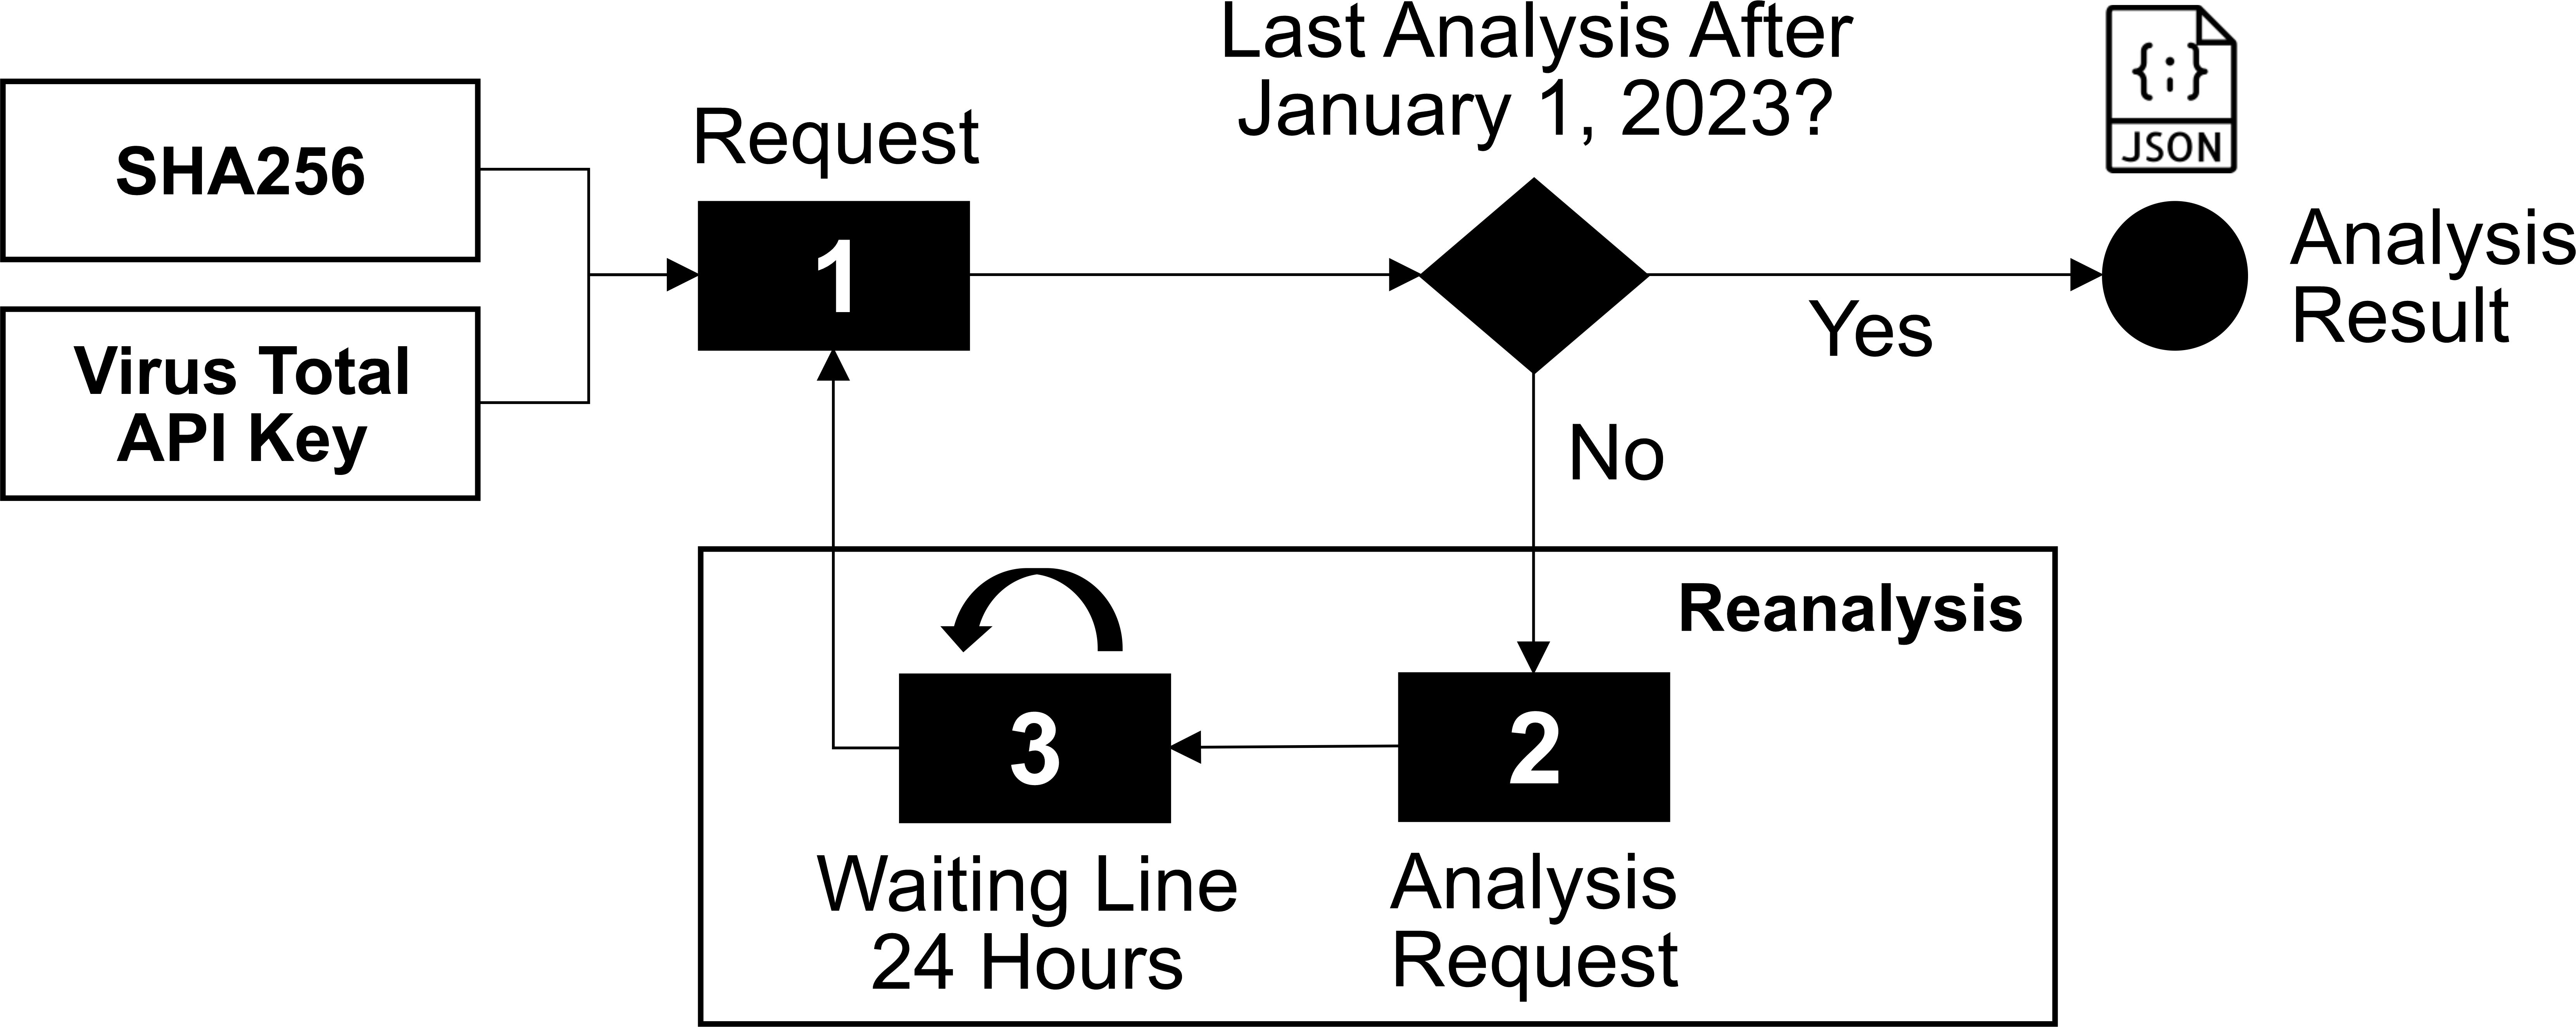 SHA256
Virus Total
API Key
Request
1
Last Analysis After
January 1, 2023?
Yes
No
{;}
JSON
Analysis
Result
Reanalysis
3
Waiting Line
24 Hours
2
Analysis
Request